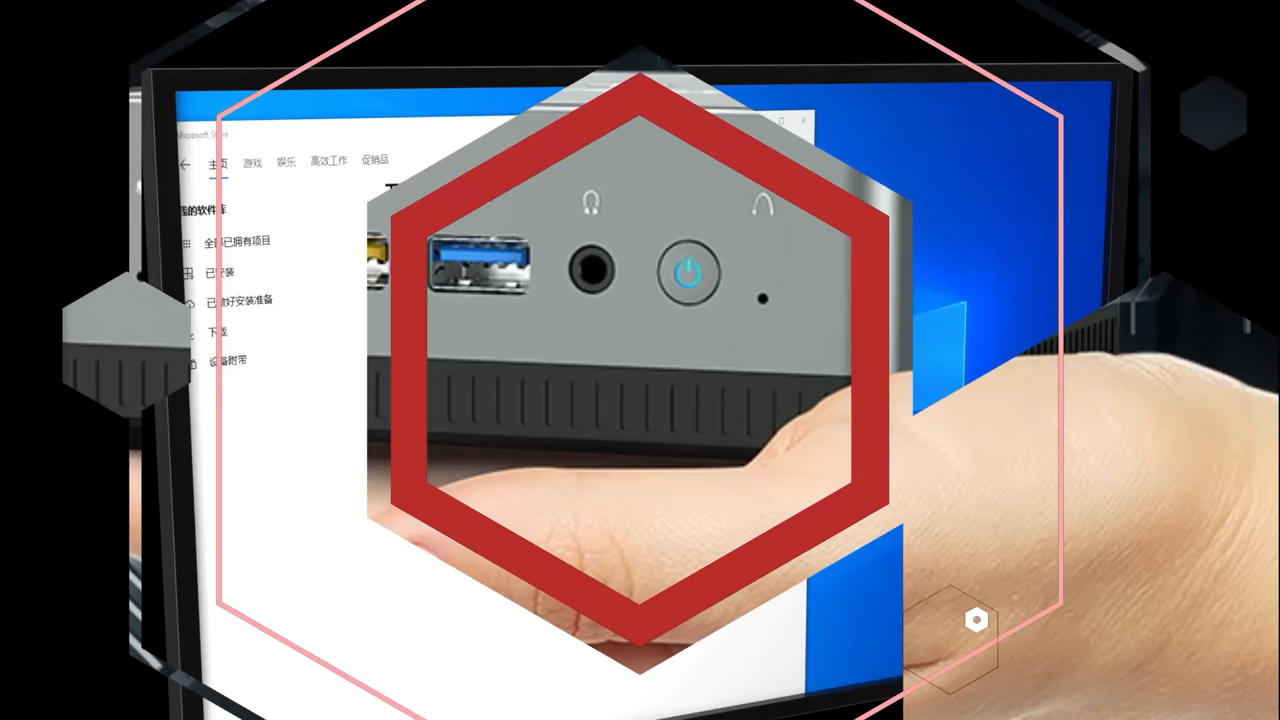 Microsoft Store
主页 游戏 娱乐 高效工作 促销品
我的软件库
全部已拥有项目
已安装
已做好安装准备
下载
设备附带